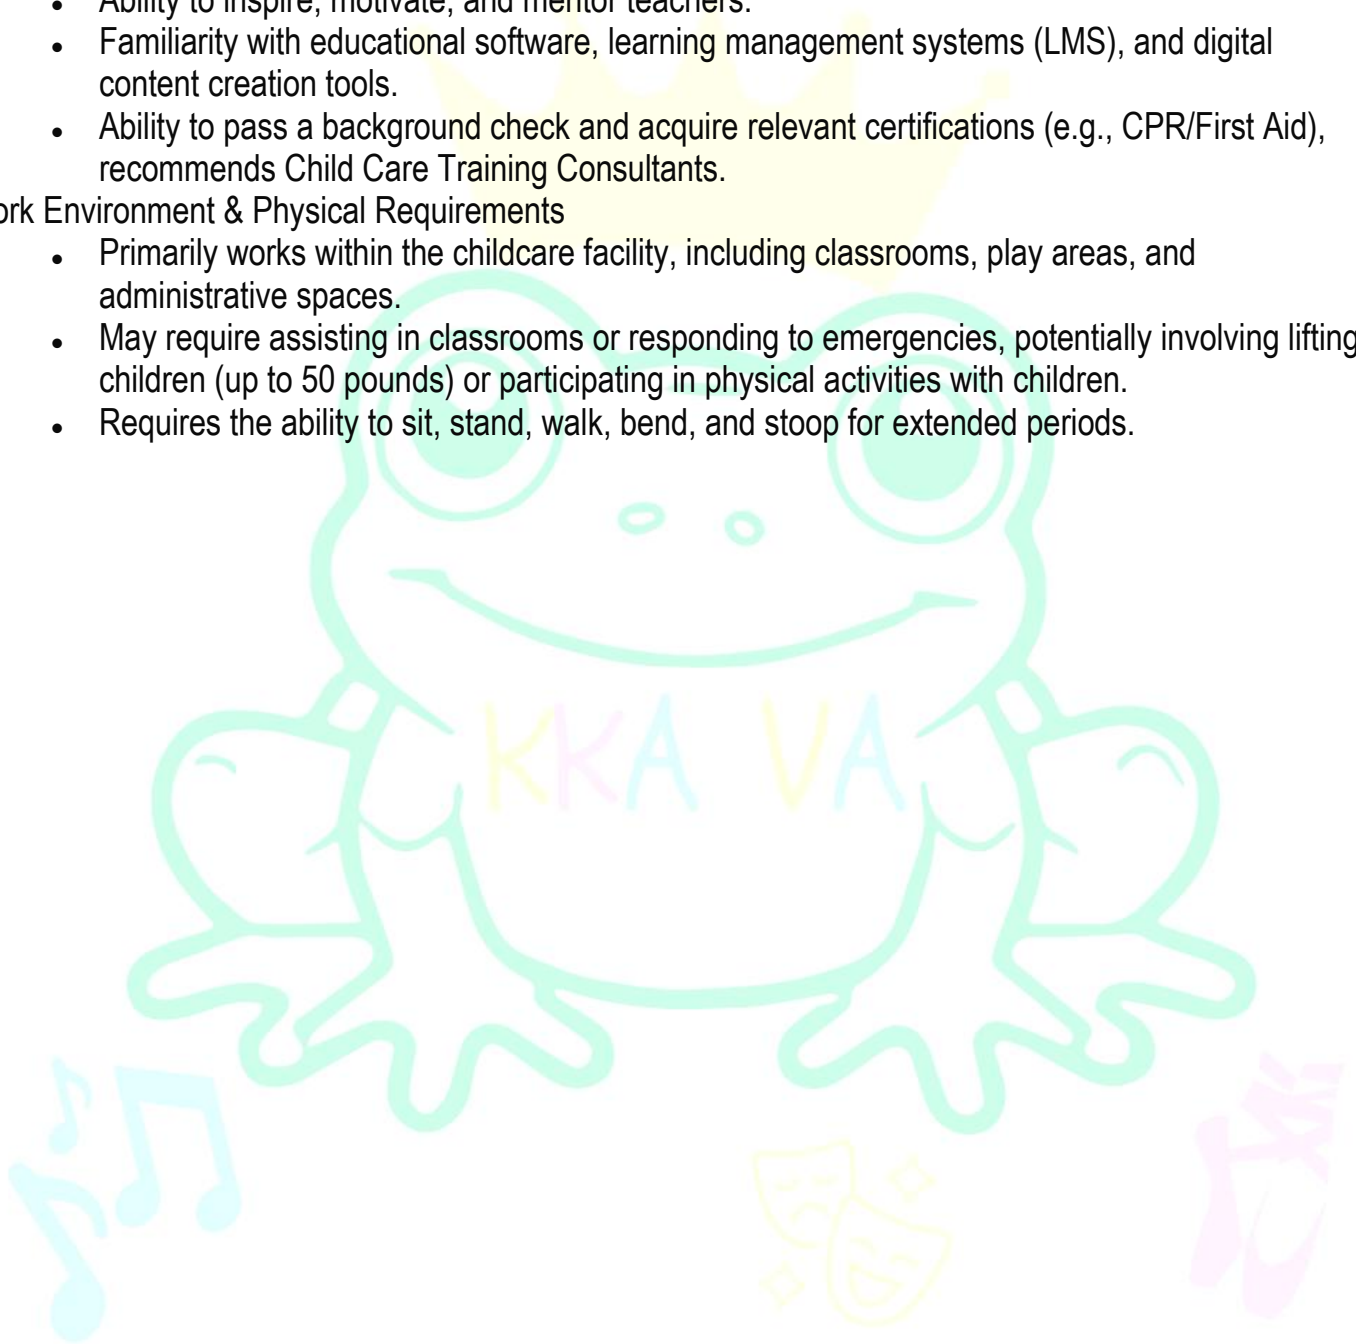 • Ability to inspire, motivate, and mentor teachers.
• Familiarity with educational software, learning management systems (LMS), and digital
content creation tools.
• Ability to pass a background check and acquire relevant certifications (e.g., CPR/First Aid),
recommends Child Care Training Consultants.
ork Environment & Physical Requirements
• Primarily works within the childcare facility, including classrooms, play areas, and
administrative spaces.
• May require assisting in classrooms or responding to emergencies, potentially involving lifting
children (up to 50 pounds) or participating in physical activities with children.
• Requires the ability to sit, stand, walk, bend, and stoop for extended periods.
KKA VA